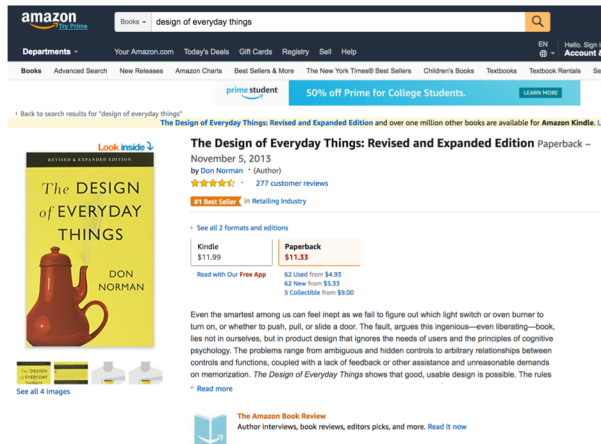 amazon
Try Prime
Books
design of everyday things
Departments
Your Amazon.com Today's Deals Gift Cards Registry Sell Help
EN
Hello. Sign i
Account &
Books Advanced Search New Releases Amazon Charts Best Sellers & More The New York Times® Best Sellers Children's Books Textbooks Textbook Rentals Se
prime student
50% off Prime for College Students.
LEARN MORE
‹ Back to search results for "design of everyday things"
The Design of Everyday Things: Revised and Expanded Edition and over one million other books are available for Amazon Kindle. L
Look inside
REVISED & EXPANDED EDITION
The DESIGN
of EVERYDAY
THINGS
DON
NORMAN
See all 4 images
The Design of Everyday Things: Revised and Expanded Edition Paperback –
November 5, 2013
by Don Norman (Author)
277 customer reviews
#1 Best Seller in Retailing Industry
See all 2 formats and editions
Kindle
$11.99
Paperback
$11.33
Read with Our Free App
62 Used from $4.93
62 New from $5.33
5 Collectible from $9.00
Even the smartest among us can feel inept as we fail to figure out which light switch or oven burner to
turn on, or whether to push, pull, or slide a door. The fault, argues this ingenious—even liberating—book,
lies not in ourselves, but in product design that ignores the needs of users and the principles of cognitive
psychology. The problems range from ambiguous and hidden controls to arbitrary relationships between
controls and functions, coupled with a lack of feedback or other assistance and unreasonable demands
on memorization. The Design of Everyday Things shows that good, usable design is possible. The rules
Read more
The Amazon Book Review
Author interviews, book reviews, editors picks, and more. Read it now